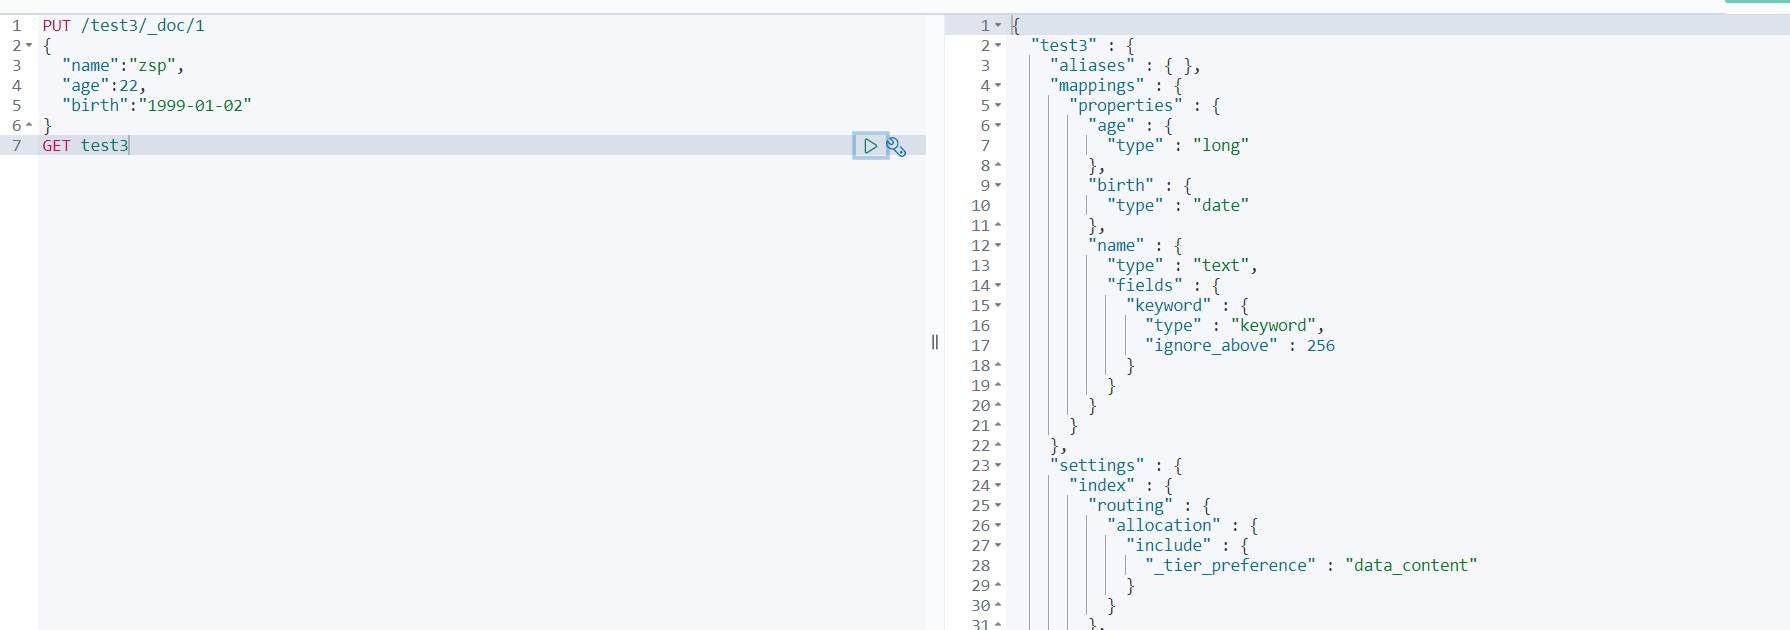 1 PUT /test3/_doc/1
2 {
3 "name":"zsp",
4 "age":22,
5 "birth":"1999-01-02"
6 }
7 GET test3
1 {
2 "test3" : {
3 "aliases" : { },
4 "mappings" : {
5 "properties" : {
6 "age" : {
7 "type" : "long"
8 },
9 "birth" : {
10 "type" : "date"
11 },
12 "name" : {
13 "type" : "text",
14 "fields" : {
15 "keyword" : {
16 "type" : "keyword",
17 "ignore_above" : 256
18 }
19 }
20 }
21 }
22 },
23 "settings" : {
24 "index" : {
25 "routing" : {
26 "allocation" : {
27 "include" : {
28 "_tier_preference" : "data_content"
29 }
30 }
31 },